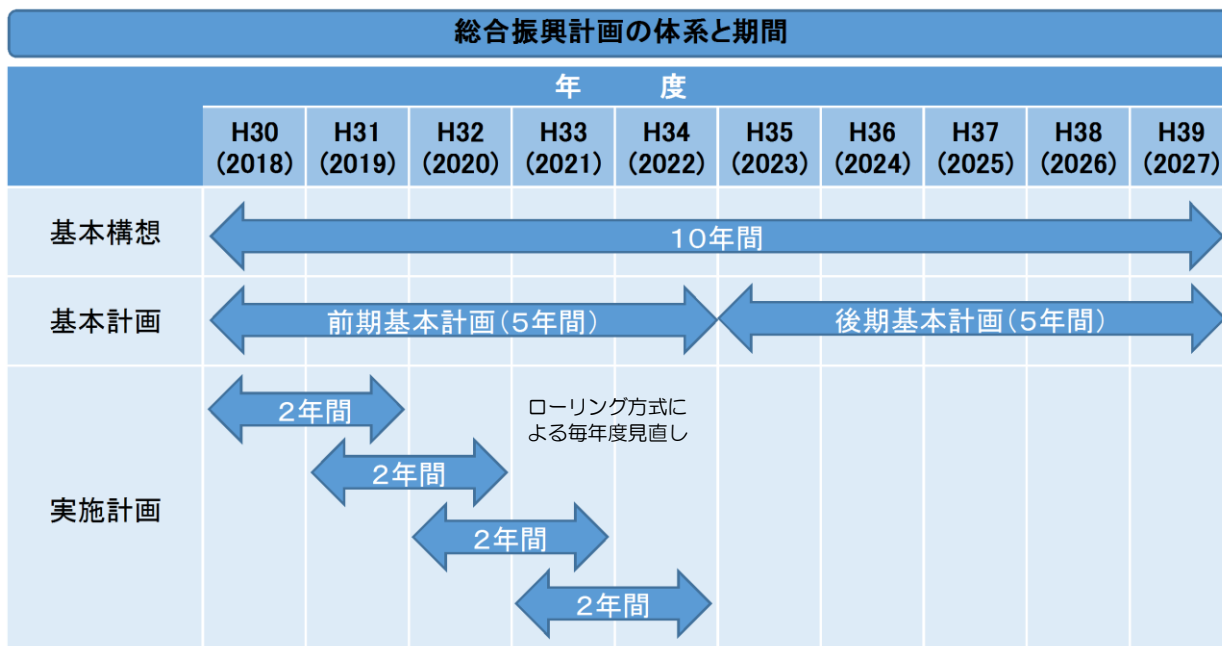 総合振興計画の体系と期間
年　　度
H30 H31 H32 H33 H34 H35 H36 H37 H38 H39
(2018) (2019) (2020) (2021) (2022) (2023) (2024) (2025) (2026) (2027)
基本構想
10年間
基本計画
前期基本計画(5年間)
後期基本計画(5年間)
実施計画
2年間
ローリング方式に
よる毎年度見直し
2年間
2年間
2年間